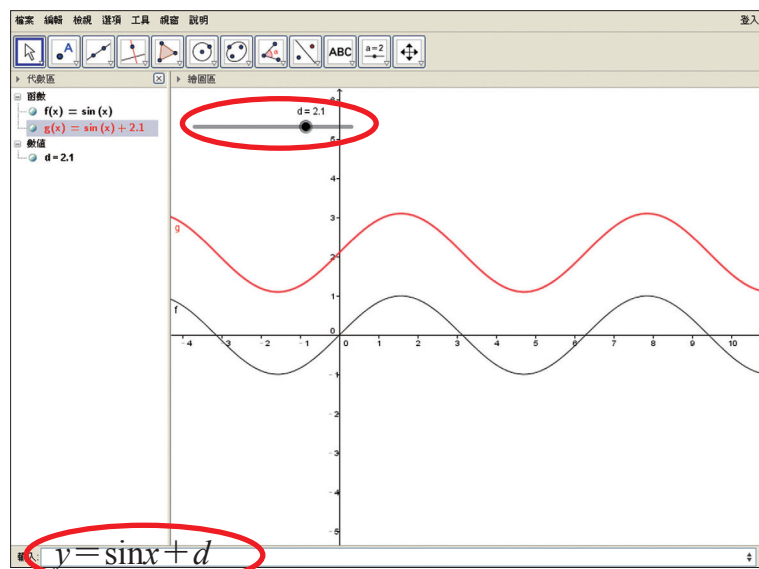 檔案 編輯 檢視 選項 工具 視窗 說明 登入
A ABC a=2
代數區
繪圖區
函數
f(x) = sin (x)
g(x) = sin (x) + 2.1
數值
d = 2.1
d = 2.1
6
5
4
3
2
1
0
-1
-2
-3
-4
-5
-4 -3 -2 -1 0 1 2 3 4 5 6 7 8 9 10
g
f
輸入: y=sinx+d